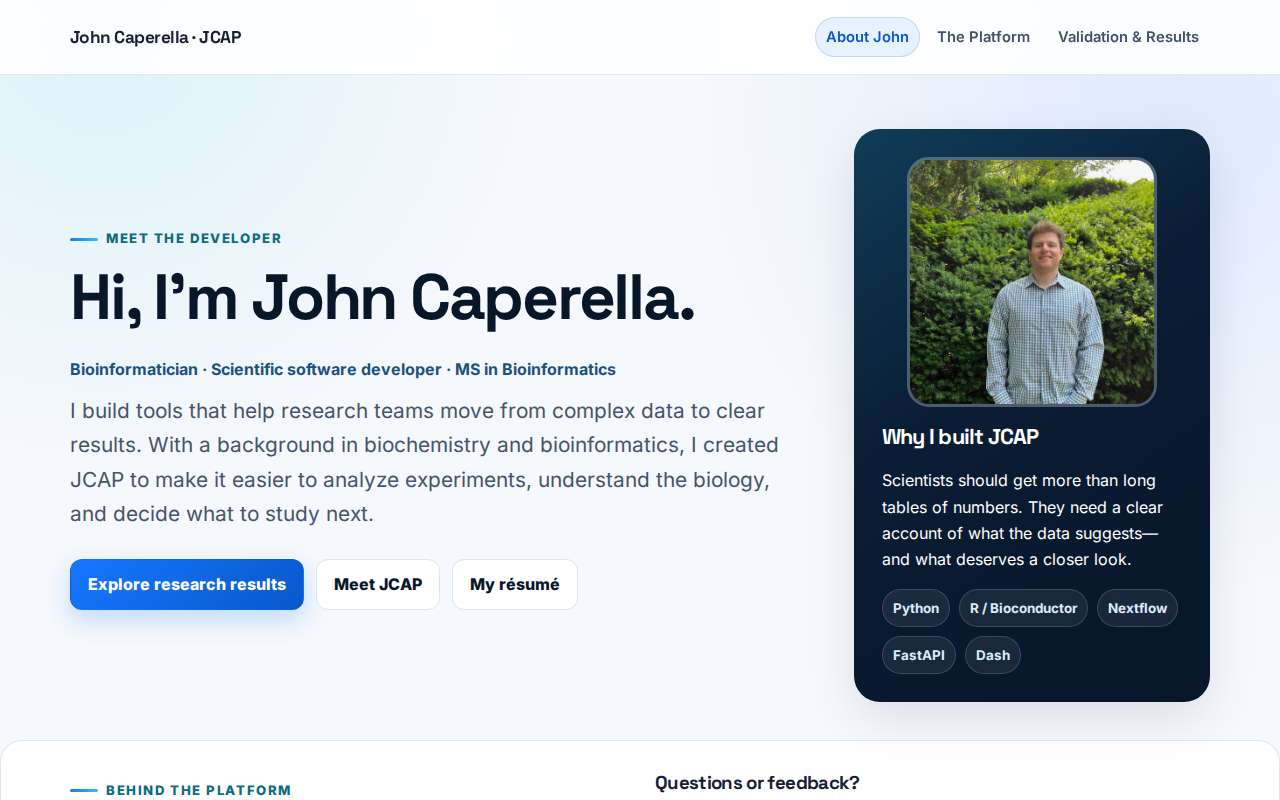 John Caperella · JCAP
About John
The Platform
Validation & Results
MEET THE DEVELOPER
Hi, I’m John Caperella.
Bioinformatician · Scientific software developer · MS in Bioinformatics
I build tools that help research teams move from complex data to clear
results. With a background in biochemistry and bioinformatics, I created
JCAP to make it easier to analyze experiments, understand the biology,
and decide what to study next.
Explore research results
Meet JCAP
My résumé
Why I built JCAP
Scientists should get more than long
tables of numbers. They need a clear
account of what the data suggests—
and what deserves a closer look.
Python
R / Bioconductor
Nextflow
FastAPI
Dash
BEHIND THE PLATFORM
Questions or feedback?